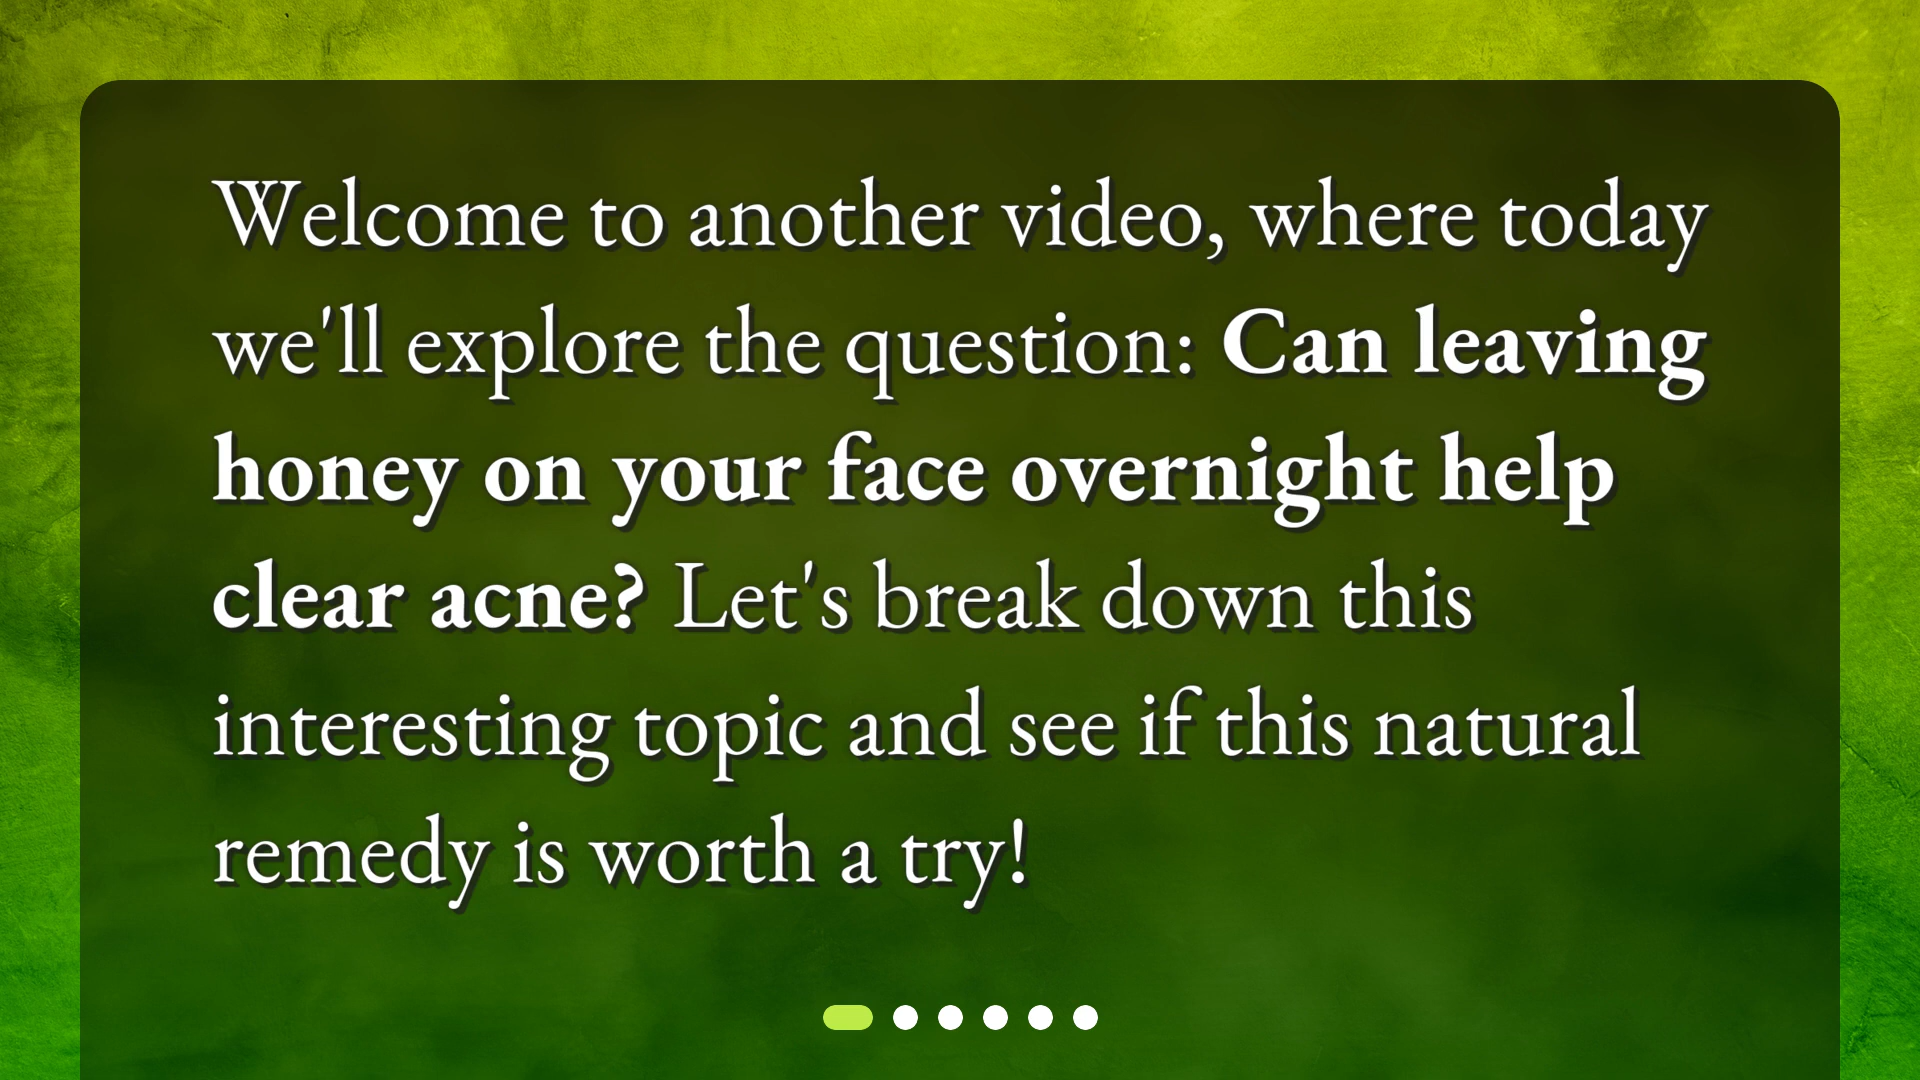 Welcome to another video, where today
we'll explore the question: Can leaving
honey on your face overnight help
clear acne? Let's break down this
interesting topic and see if this natural
remedy is worth a try!